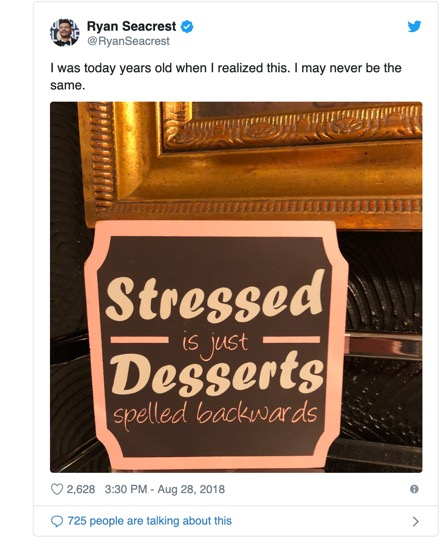 Ryan Seacrest
@RyanSeacrest
I was today years old when I realized this. I may never be the
same.
Stressed
is just
Desserts
spelled backwards
2,628 3:30 PM - Aug 28, 2018
725 people are talking about this